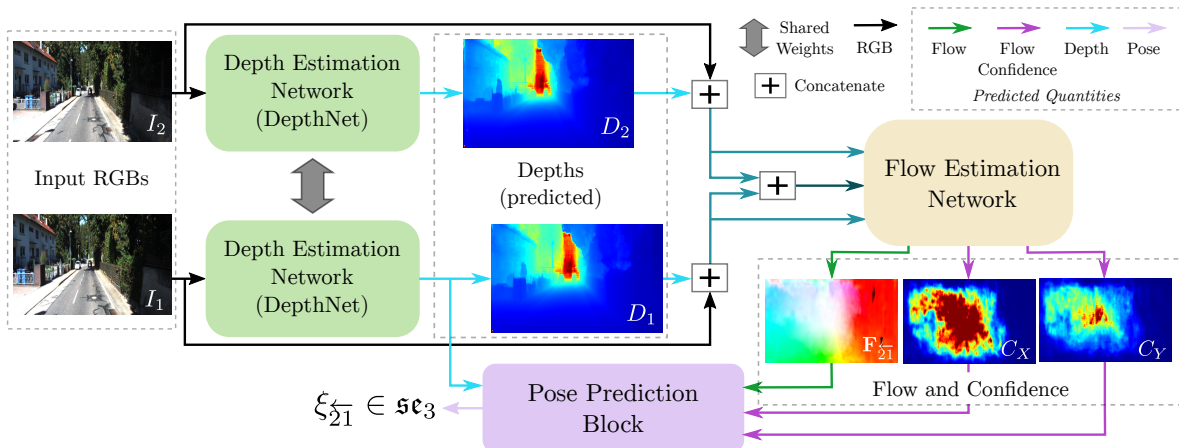 I2
Input RGBs
I1
Depth Estimation
Network
(DepthNet)
Depth Estimation
Network
(DepthNet)
D2
Depths
(predicted)
D1
+
+
+
Shared
Weights
RGB
+
Concatenate
Flow
Flow
Confidence
Depth
Pose
Predicted Quantities
Flow Estimation
Network
F21
CX
CY
Flow and Confidence
Pose Prediction
Block
ξ21 ∈ 𝔰𝔢3